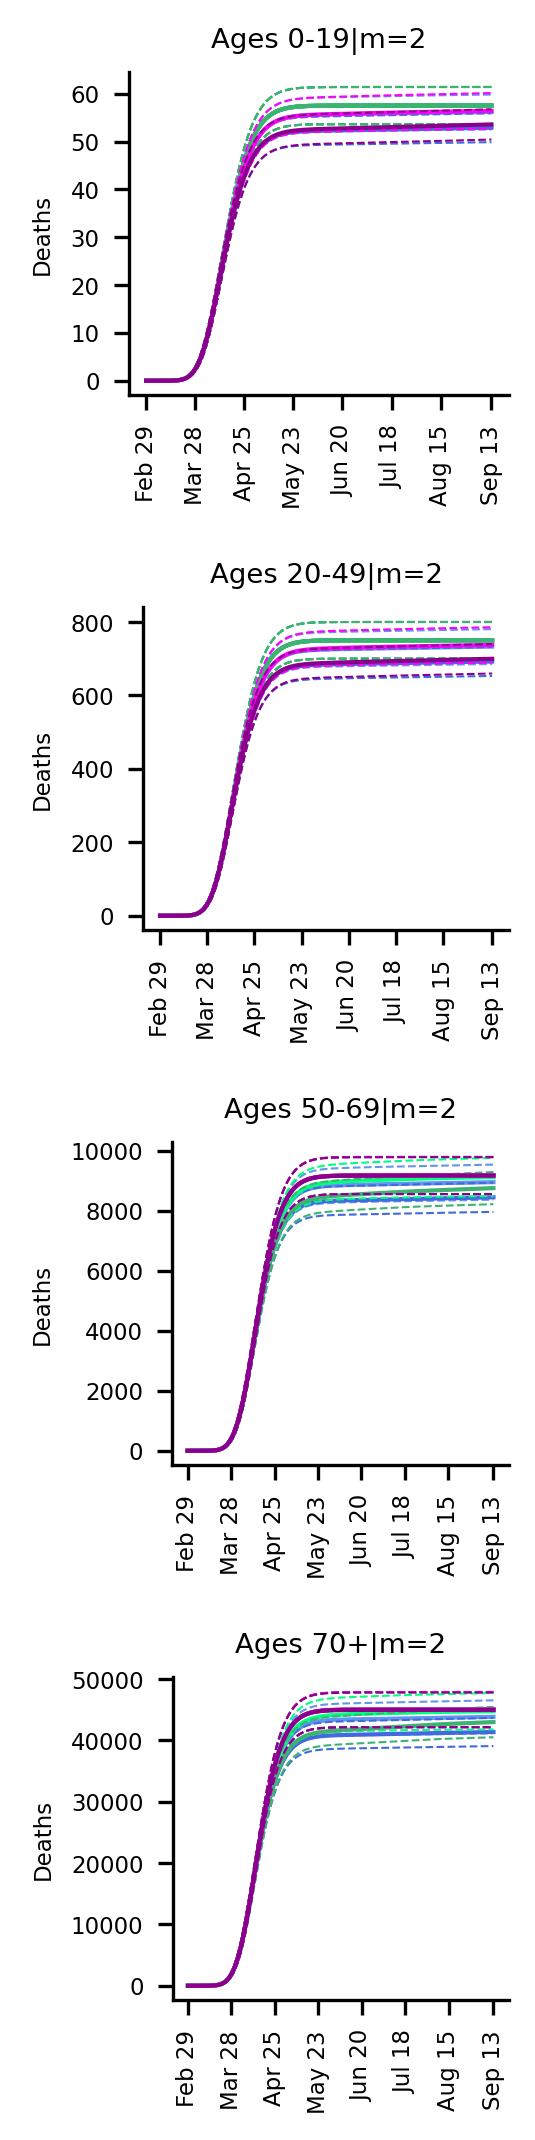 Ages 0-19|m=2
60
50
40
30
20
10
0
Deaths
Feb 29
Mar 28
Apr 25
May 23
Jun 20
Jul 18
Aug 15
Sep 13
Ages 20-49|m=2
800
600
400
200
0
Deaths
Feb 29
Mar 28
Apr 25
May 23
Jun 20
Jul 18
Aug 15
Sep 13
Ages 50-69|m=2
10000
8000
6000
4000
2000
0
Deaths
Feb 29
Mar 28
Apr 25
May 23
Jun 20
Jul 18
Aug 15
Sep 13
Ages 70+|m=2
50000
40000
30000
20000
10000
0
Deaths
Feb 29
Mar 28
Apr 25
May 23
Jun 20
Jul 18
Aug 15
Sep 13